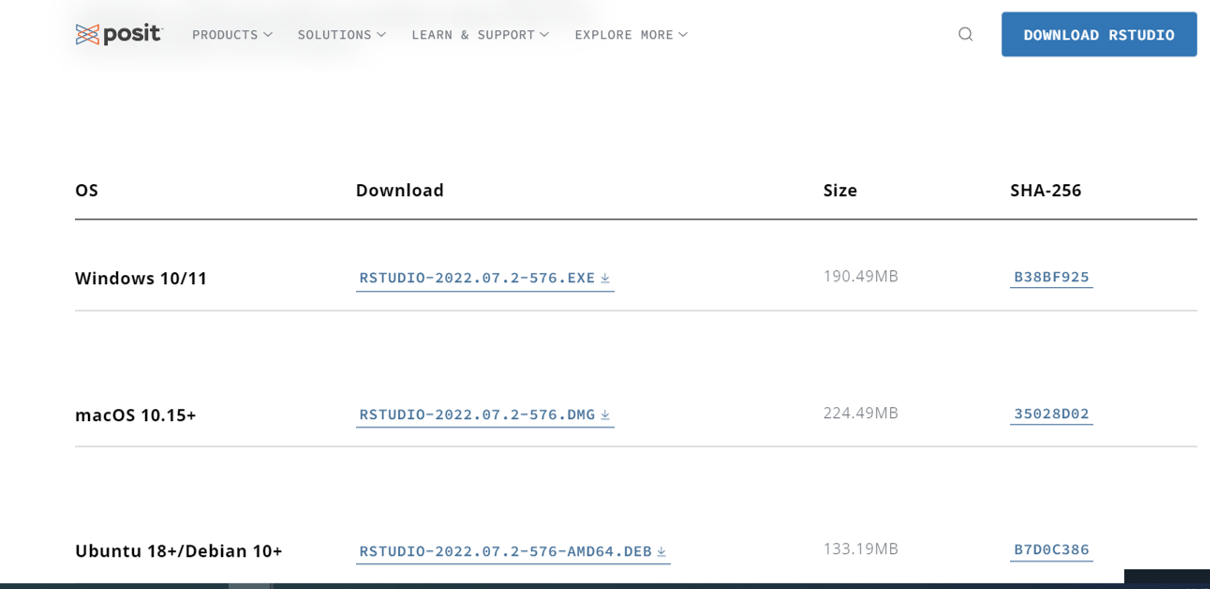 posit PRODUCTS SOLUTIONS LEARN & SUPPORT EXPLORE MORE DOWNLOAD RSTUDIO
OS Download Size SHA-256
Windows 10/11 RSTUDIO-2022.07.2-576.EXE 190.49MB B38BF925
macOS 10.15+ RSTUDIO-2022.07.2-576.DMG 224.49MB 35028D02
Ubuntu 18+/Debian 10+ RSTUDIO-2022.07.2-576-AMD64.DEB 133.19MB B7D0C386